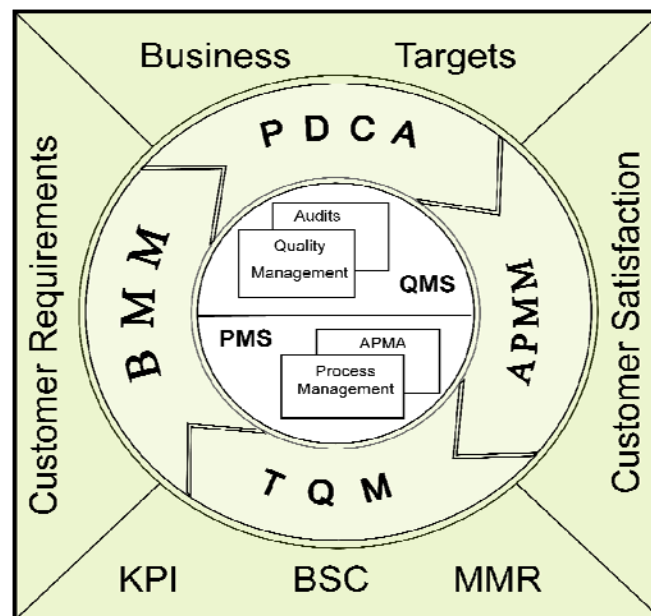 Business Targets
PDCA
Customer Requirements
BMM
Audits
Quality
Management
QMS
PMS
APMA
Process
Management
APMM
Customer Satisfaction
TQM
KPI BSC MMR